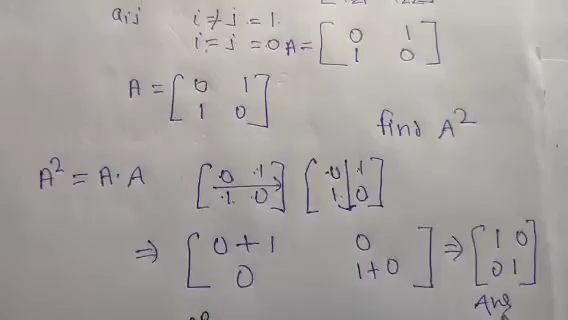 aij i ≠ j = 1.
i = j = 0 A = [ 0 1
1 0 ]
A = [ 0 1
1 0 ]
find A²
A² = A · A [ 0 1 ] [ 0 1 ]
[ 1 0 ] [ 1 0 ]
⇒ [ 0+1 0 ] ⇒ [ 1 0 ]
[ 0 1+0 ] [ 0 1 ]
Ans